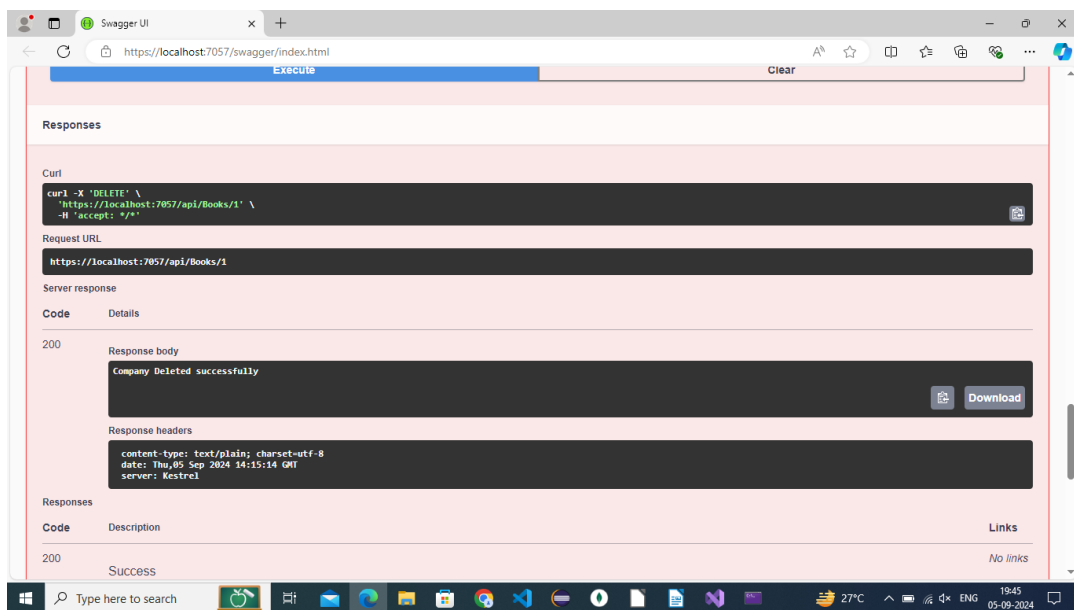 Swagger UI
https://localhost:7057/swagger/index.html
Execute
Clear
Responses
Curl
curl -X 'DELETE' \
'https://localhost:7057/api/Books/1' \
-H 'accept: */*'
Request URL
https://localhost:7057/api/Books/1
Server response
Code Details
200
Response body
Company Deleted successfully
Download
Response headers
content-type: text/plain; charset=utf-8
date: Thu,05 Sep 2024 14:15:14 GMT
server: Kestrel
Responses
Code Description Links
200 No links
Success
Type here to search
27°C
ENG
19:45
05-09-2024